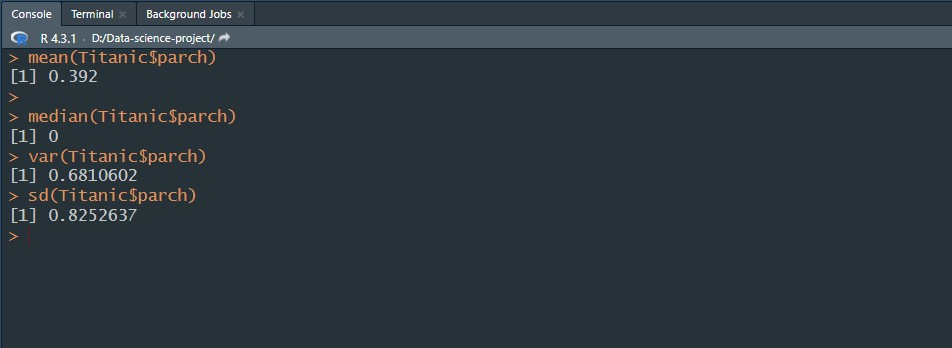 Console Terminal × Background Jobs ×
R 4.3.1 · D:/Data-science-project/
> mean(Titanic$parch)
[1] 0.392
>
> median(Titanic$parch)
[1] 0
> var(Titanic$parch)
[1] 0.6810602
> sd(Titanic$parch)
[1] 0.8252637
>